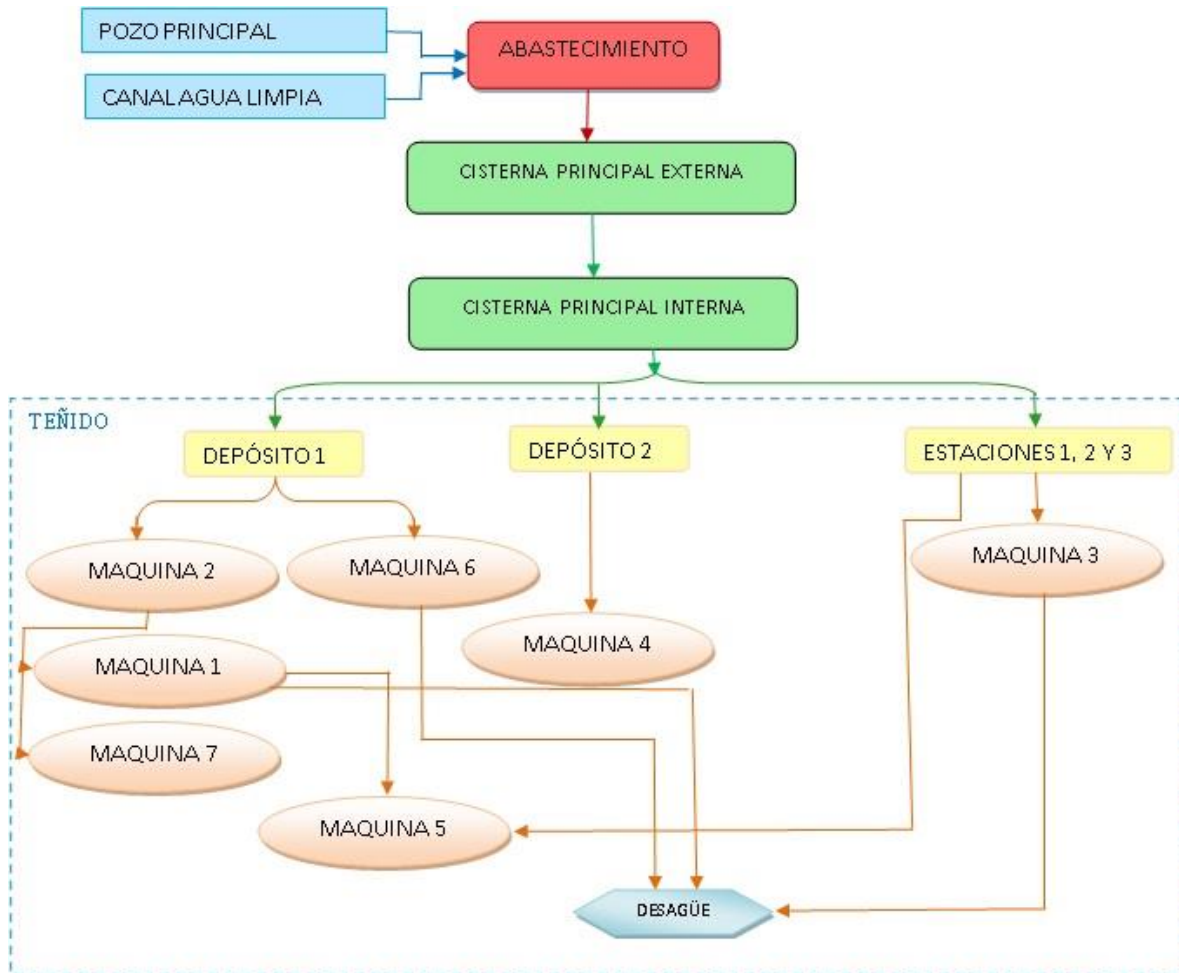 POZO PRINCIPAL
ABASTECIMIENTO
CANAL AGUA LIMPIA
CISTERNA PRINCIPAL EXTERNA
CISTERNA PRINCIPAL INTERNA
TEÑIDO
DEPÓSITO 1
DEPÓSITO 2
ESTACIONES 1, 2 Y 3
MAQUINA 2
MAQUINA 6
MAQUINA 3
MAQUINA 4
MAQUINA 1
MAQUINA 7
MAQUINA 5
DESAGÜE